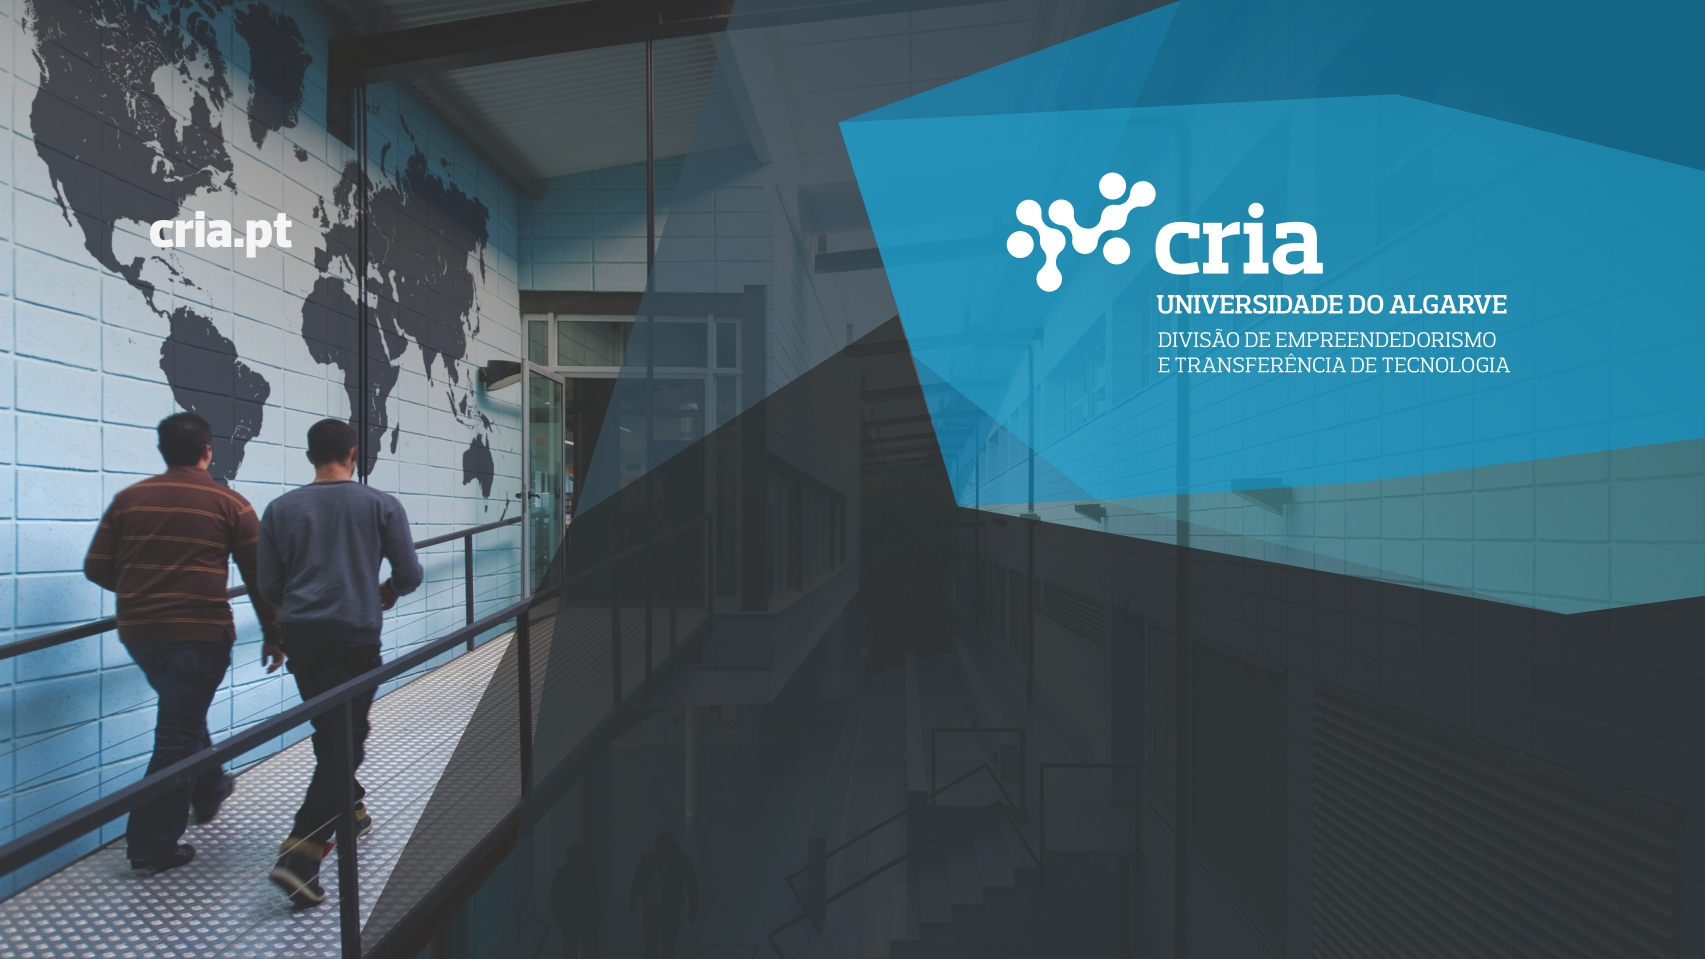 cria.pt
cria
UNIVERSIDADE DO ALGARVE
DIVISÃO DE EMPREENDEDORISMO
E TRANSFERÊNCIA DE TECNOLOGIA